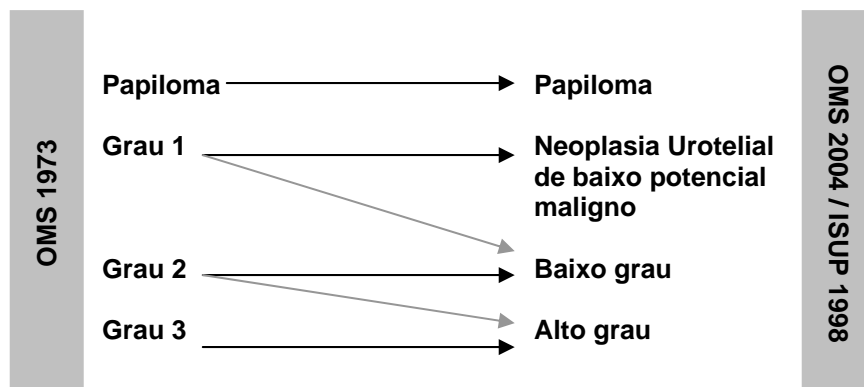 OMS 1973
Papiloma
Papiloma
Grau 1
Neoplasia Urotelial
de baixo potencial
maligno
Grau 2
Baixo grau
Grau 3
Alto grau
OMS 2004 / ISUP 1998